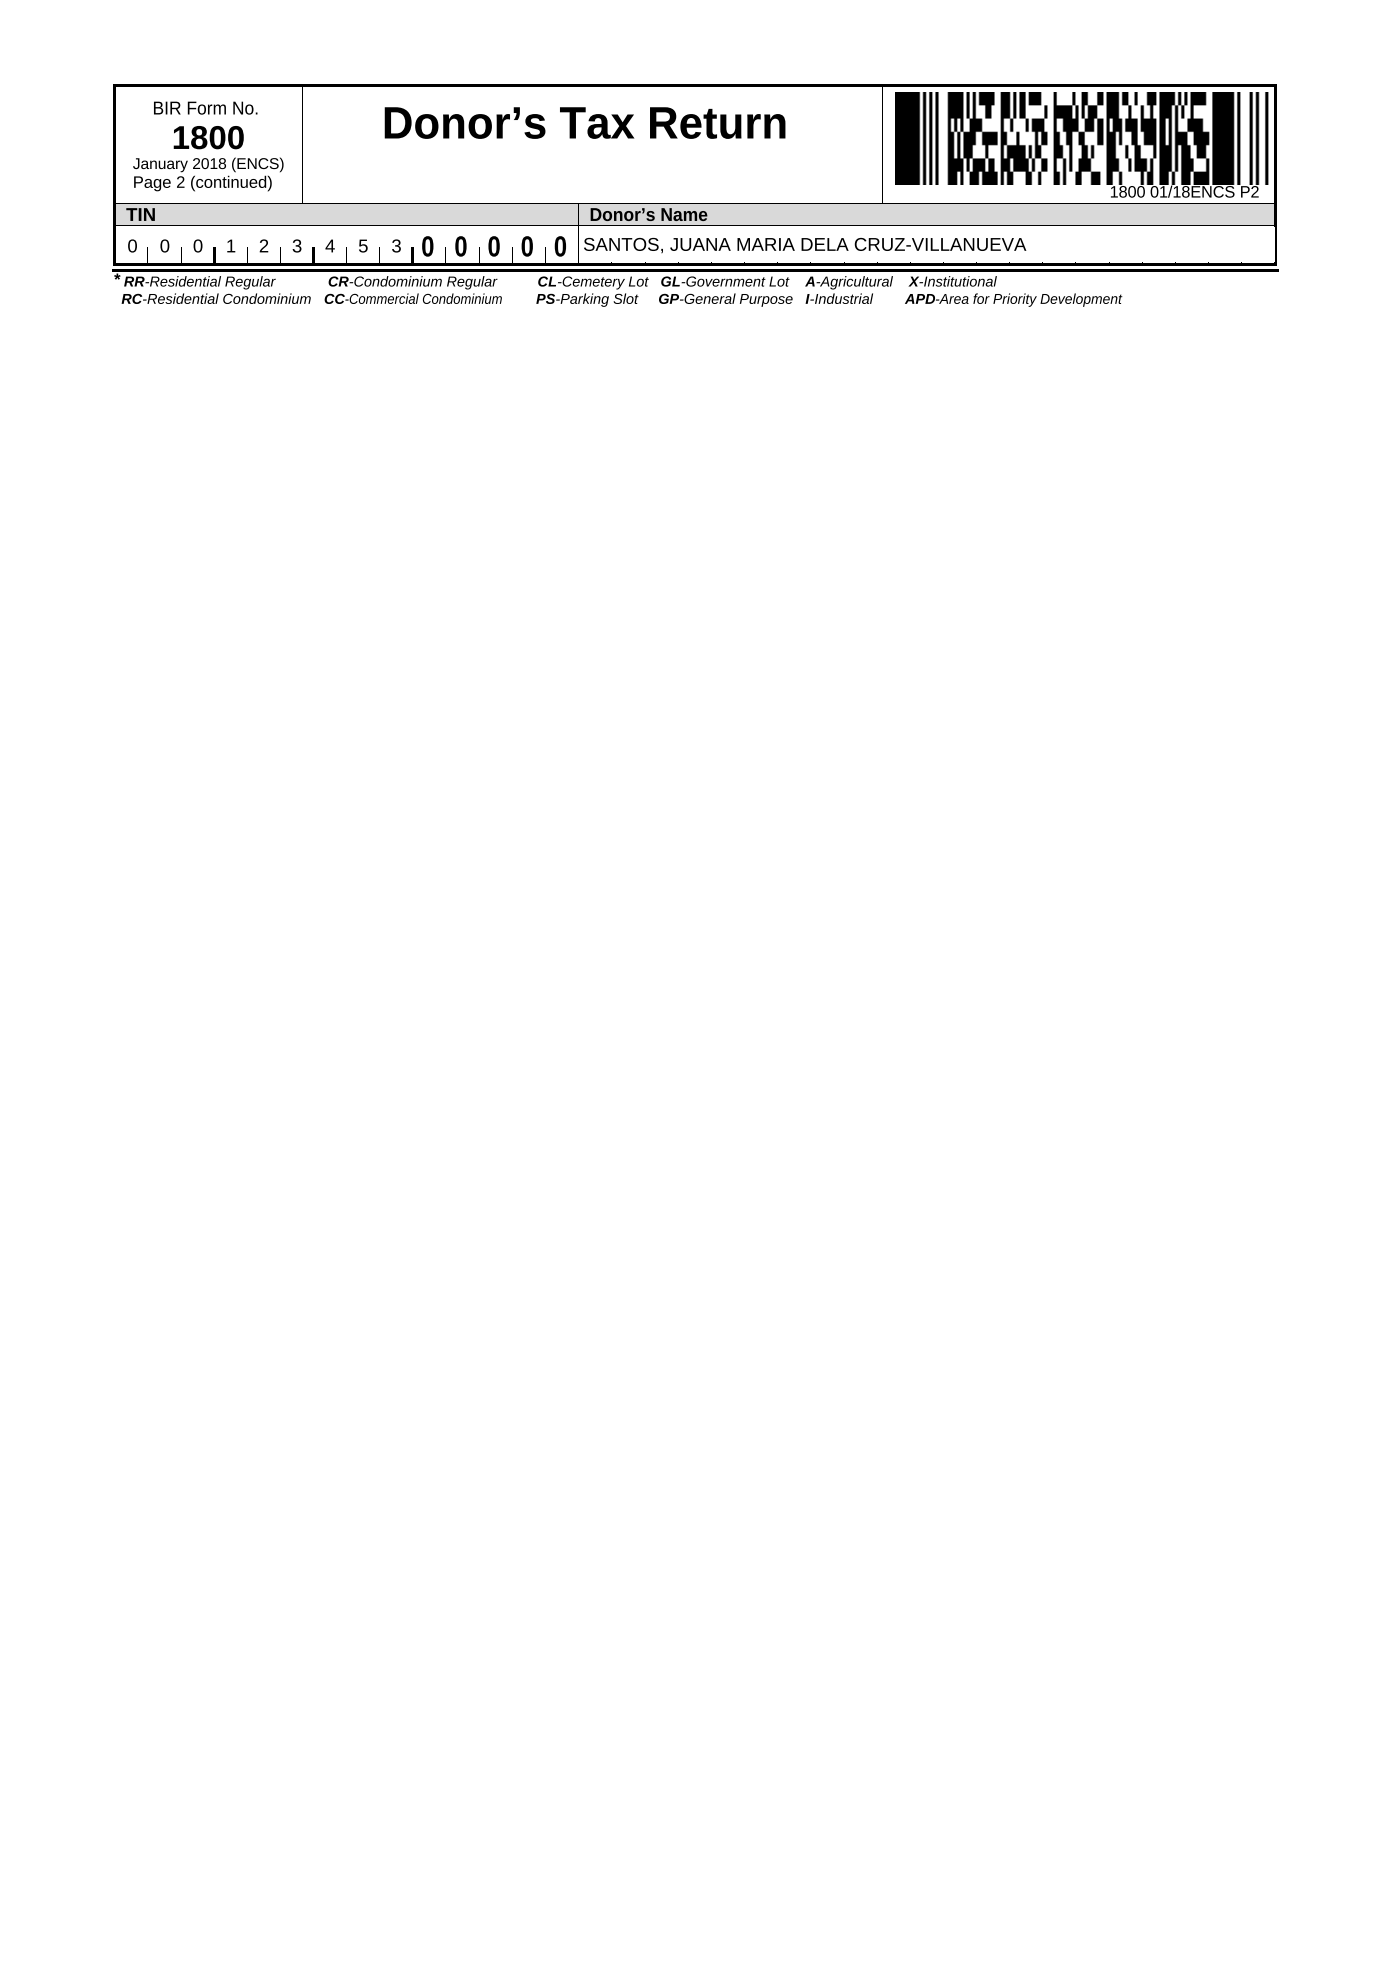 BIR Form No.
1800
January 2018 (ENCS)
Page 2 (continued)
Donor’s Tax Return
1800 01/18ENCS P2
TIN Donor’s Name
0 0 0 1 2 3 4 5 3 0 0 0 0 0 SANTOS, JUANA MARIA DELA CRUZ-VILLANUEVA
* RR-Residential Regular CR-Condominium Regular CL-Cemetery Lot GL-Government Lot A-Agricultural X-Institutional
RC-Residential Condominium CC-Commercial Condominium PS-Parking Slot GP-General Purpose I-Industrial APD-Area for Priority Development